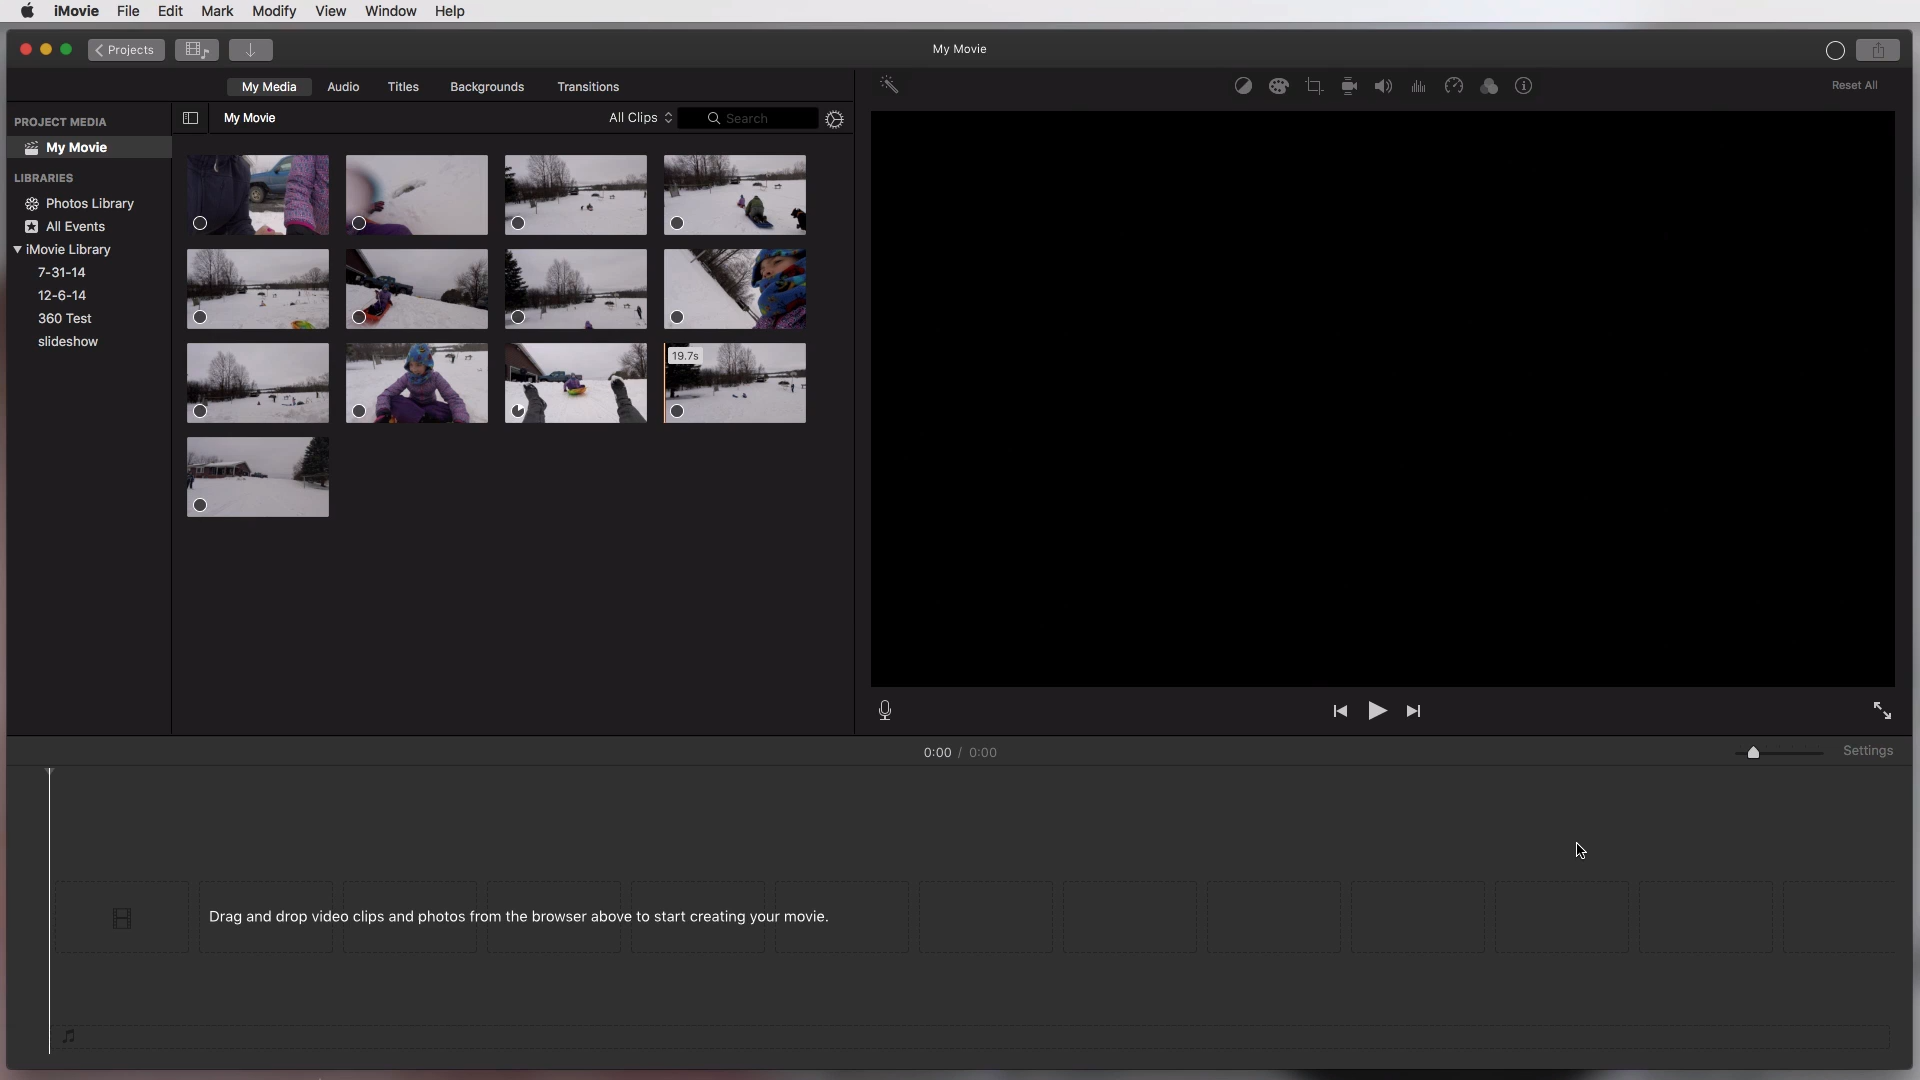 iMovie File Edit Mark Modify View Window Help
Projects
My Movie
My Media Audio Titles Backgrounds Transitions
Reset All
PROJECT MEDIA
My Movie
All Clips
Search
My Movie
LIBRARIES
Photos Library
All Events
iMovie Library
7-31-14
12-6-14
360 Test
slideshow
19.7s
0:00 / 0:00
Settings
Drag and drop video clips and photos from the browser above to start creating your movie.